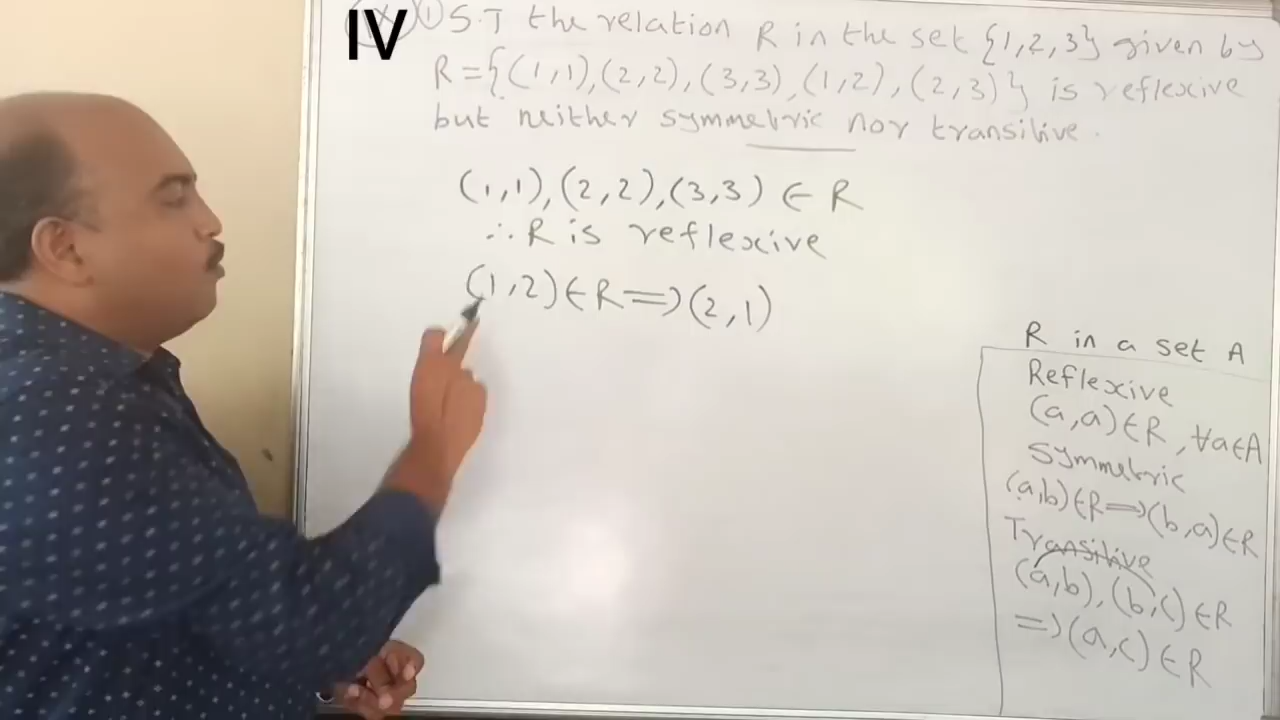 IV
① S.T the relation R in the set {1,2,3} given by
R={(1,1),(2,2),(3,3),(1,2),(2,3)} is reflexive
but neither symmetric nor transitive.
(1,1),(2,2),(3,3) ∈ R
∴ R is reflexive
(1,2)∈R⟹(2,1)
R in a set A
Reflexive
(a,a)∈R, ∀a∈A
Symmetric
(a,b)∈R⟹(b,a)∈R
Transitive
(a,b),(b,c)∈R
⟹(a,c)∈R